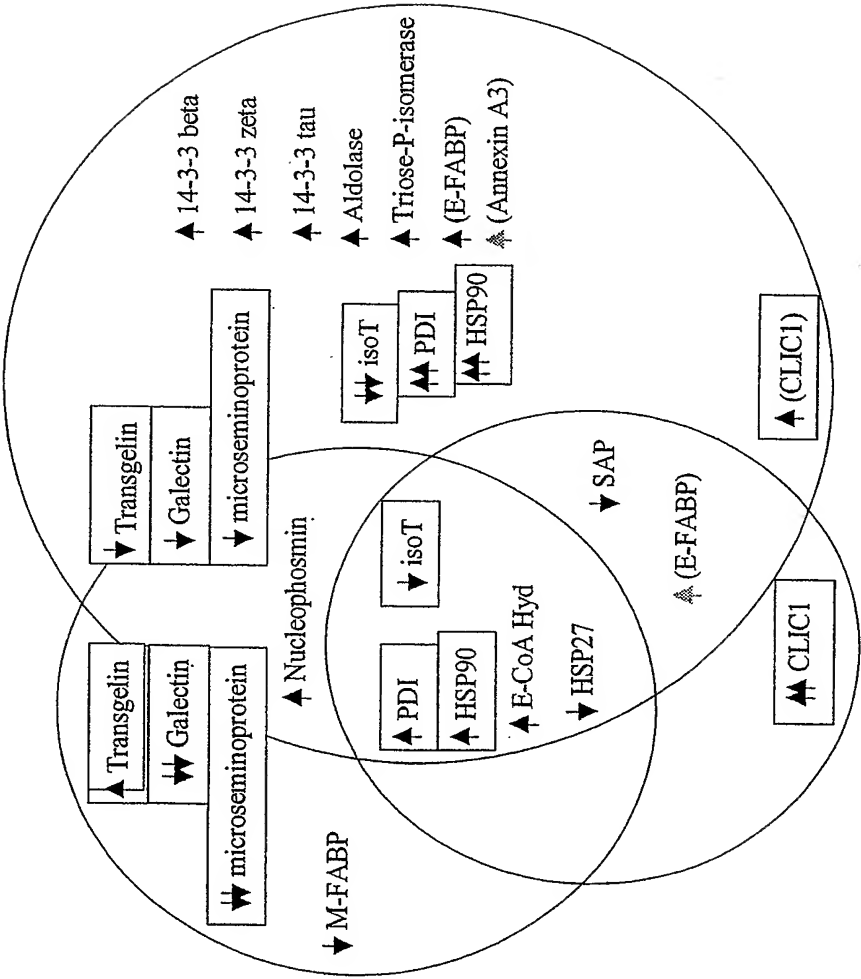 Transgelin
Galectin
microseminoprotein
M-FABP
Transgelin
Galectin
microseminoprotein
Nucleophosmin
PDI
HSP90
isoT
E-CoA Hyd
HSP27
isoT
PDI
HSP90
14-3-3 beta
14-3-3 zeta
14-3-3 tau
Aldolase
Triose-P-isomerase
(E-FABP)
(Annexin A3)
SAP
(E-FABP)
CLIC1
(CLIC1)